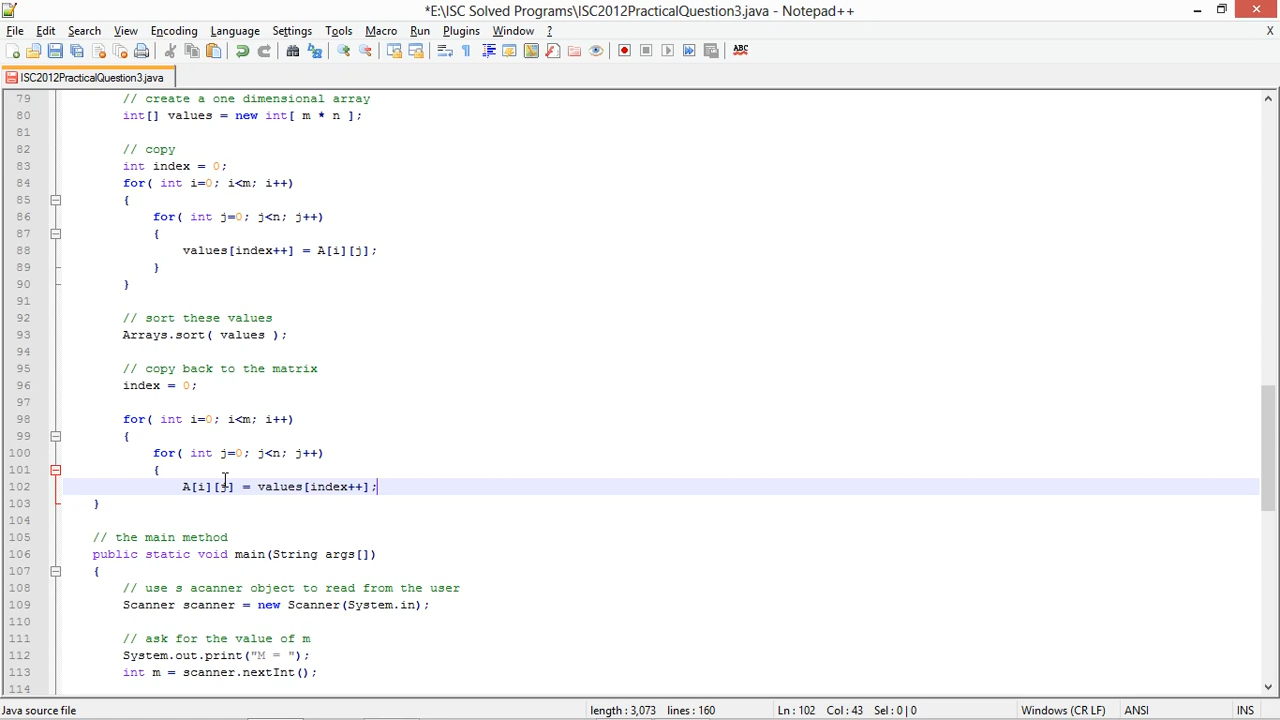 *E:\ISC Solved Programs\ISC2012PracticalQuestion3.java - Notepad++
File Edit Search View Encoding Language Settings Tools Macro Run Plugins Window ? X
ABC
ISC2012PracticalQuestion3.java
79 // create a one dimensional array
80 int[] values = new int[ m * n ];
81
82 // copy
83 int index = 0;
84 for( int i=0; i<m; i++)
85 {
86 for( int j=0; j<n; j++)
87 {
88 values[index++] = A[i][j];
89 }
90 }
91
92 // sort these values
93 Arrays.sort( values );
94
95 // copy back to the matrix
96 index = 0;
97
98 for( int i=0; i<m; i++)
99 {
100 for( int j=0; j<n; j++)
101 {
102 A[i][j] = values[index++];
103 }
104
105 // the main method
106 public static void main(String args[])
107 {
108 // use s acanner object to read from the user
109 Scanner scanner = new Scanner(System.in);
110
111 // ask for the value of m
112 System.out.print("M = ");
113 int m = scanner.nextInt();
114
Java source file length : 3,073 lines : 160 Ln : 102 Col : 43 Sel : 0 | 0 Windows (CR LF) ANSI INS